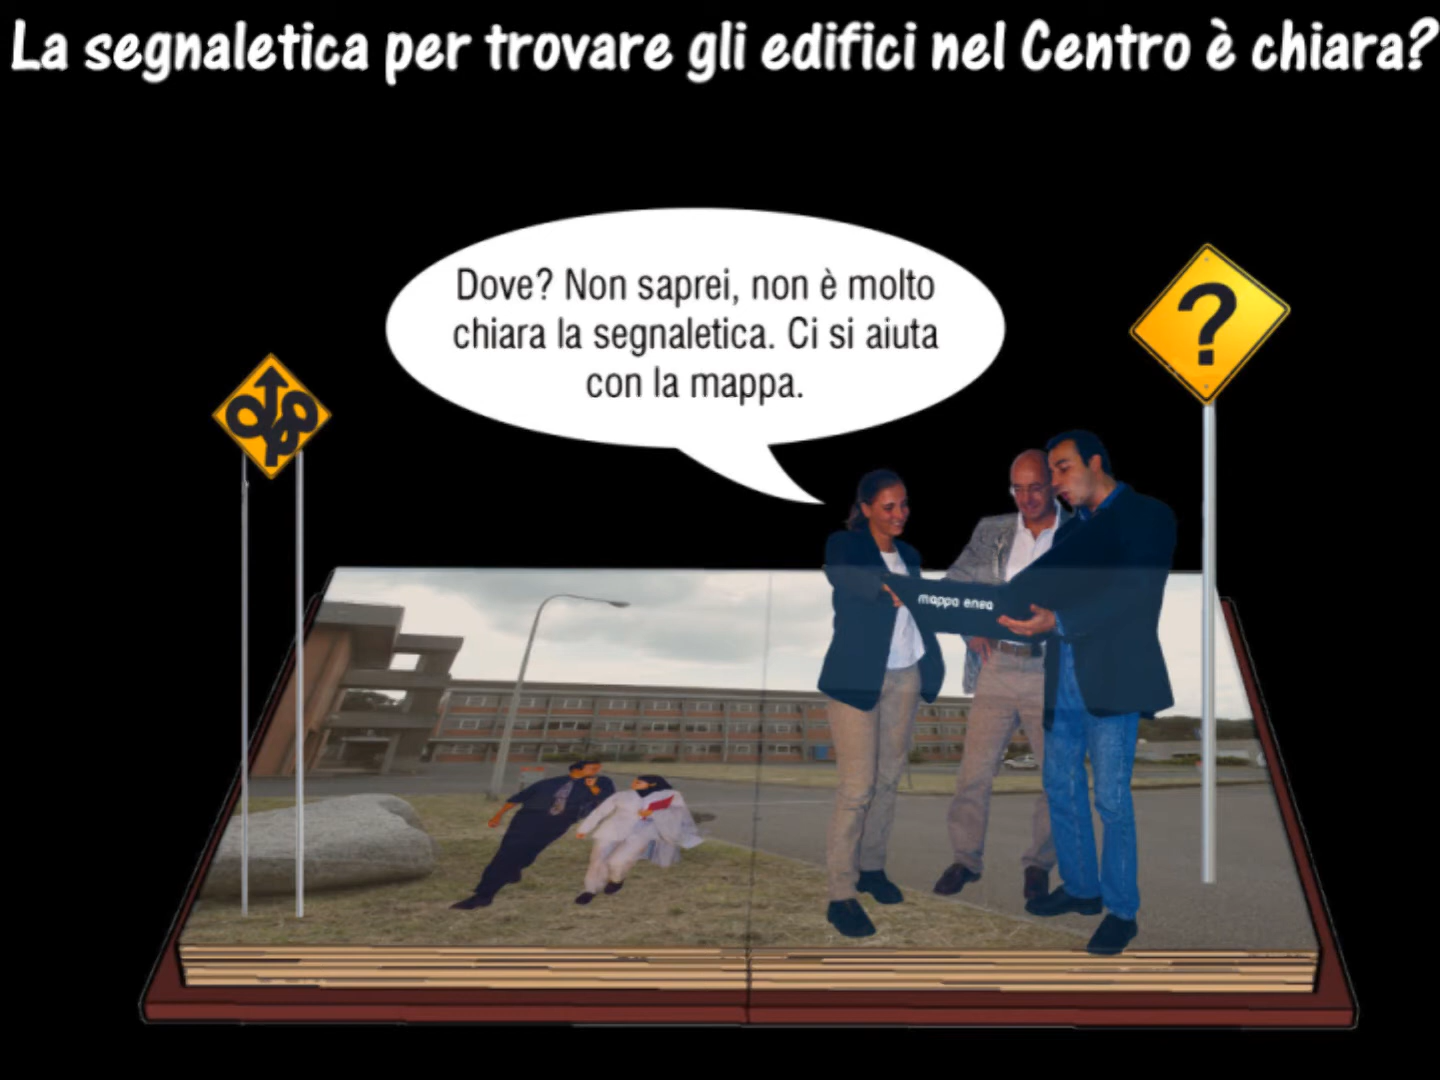 La segnaletica per trovare gli edifici nel Centro è chiara?
Dove? Non saprei, non è molto
chiara la segnaletica. Ci si aiuta
con la mappa.
?
mappa enea